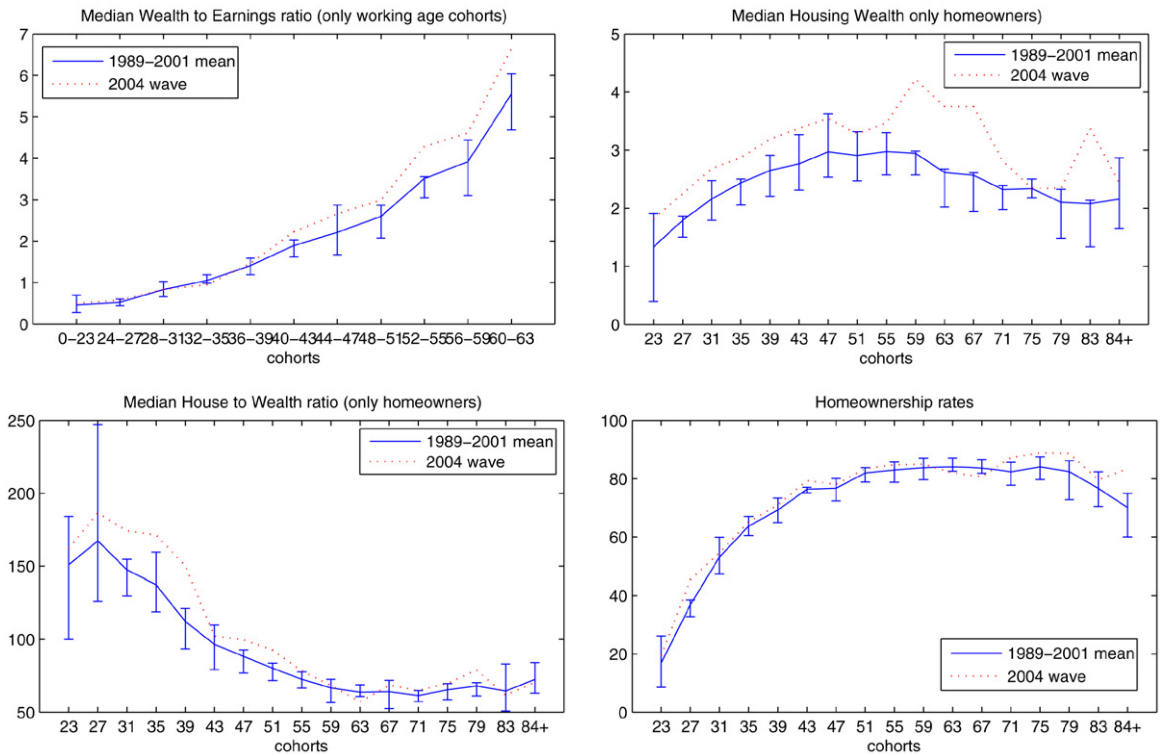 Median Wealth to Earnings ratio (only working age cohorts)
7
6
5
4
3
2
1
0
1989–2001 mean
2004 wave
0–23 24–27 28–31 32–35 36–39 40–43 44–47 48–51 52–55 56–59 60–63
cohorts
Median Housing Wealth only homeowners)
5
4
3
2
1
0
1989–2001 mean
2004 wave
23 27 31 35 39 43 47 51 55 59 63 67 71 75 79 83 84+
cohorts
Median House to Wealth ratio (only homeowners)
250
200
150
100
50
1989–2001 mean
2004 wave
23 27 31 35 39 43 47 51 55 59 63 67 71 75 79 83 84+
cohorts
Homeownership rates
100
80
60
40
20
0
1989–2001 mean
2004 wave
23 27 31 35 39 43 47 51 55 59 63 67 71 75 79 83 84+
cohorts